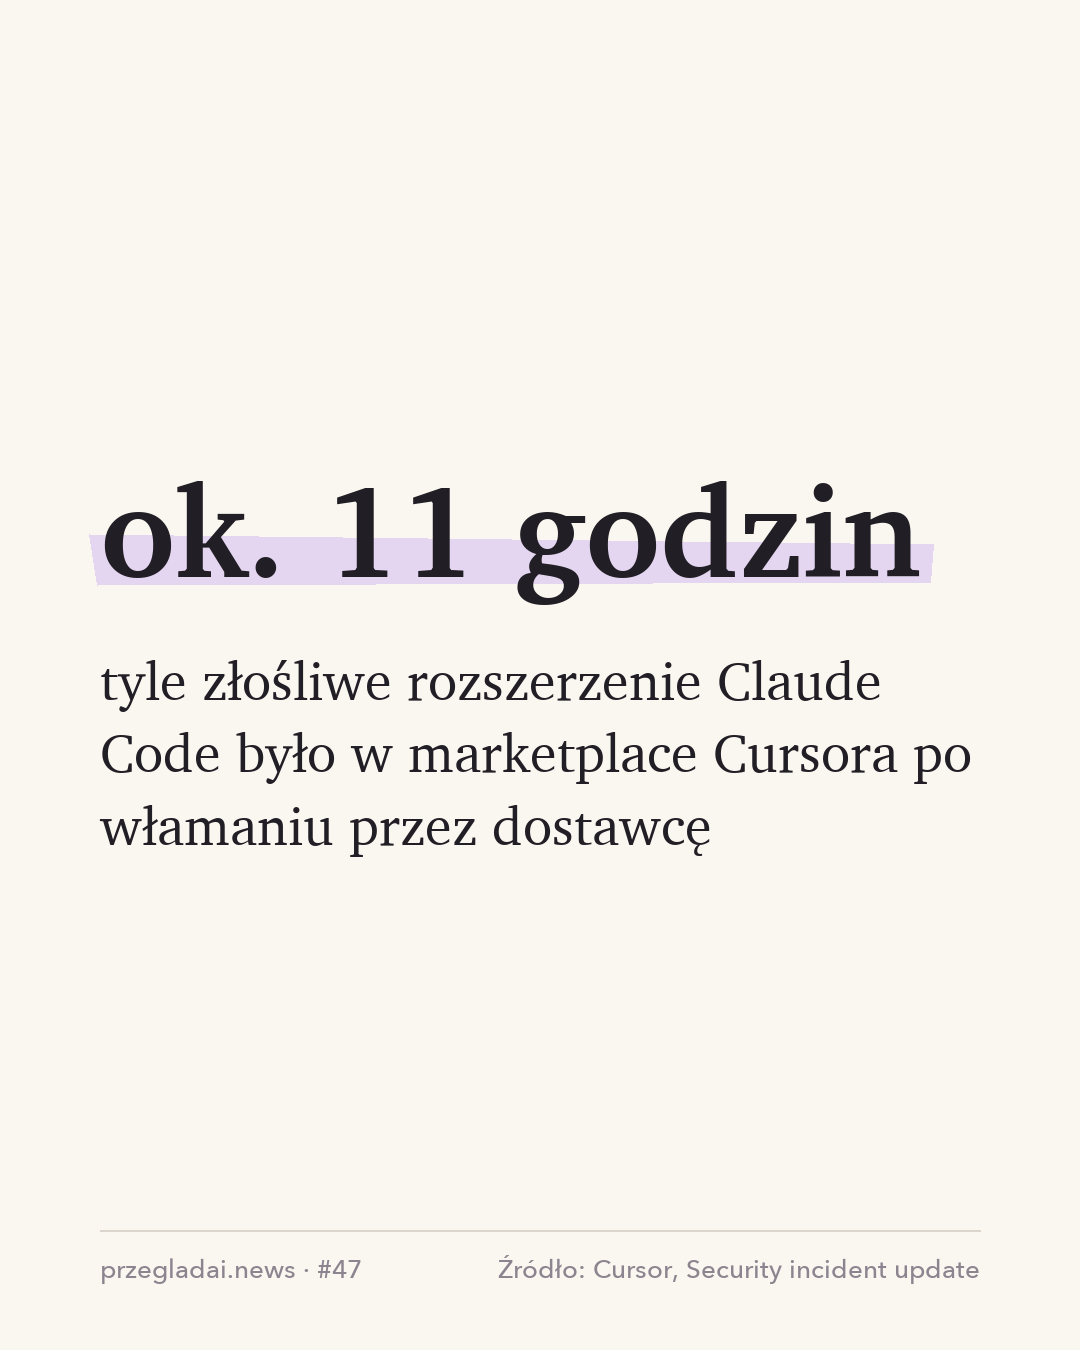 ok. 11 godzin
tyle złośliwe rozszerzenie Claude
Code było w marketplace Cursora po
włamaniu przez dostawcę
przegladai.news · #47
Źródło: Cursor, Security incident update